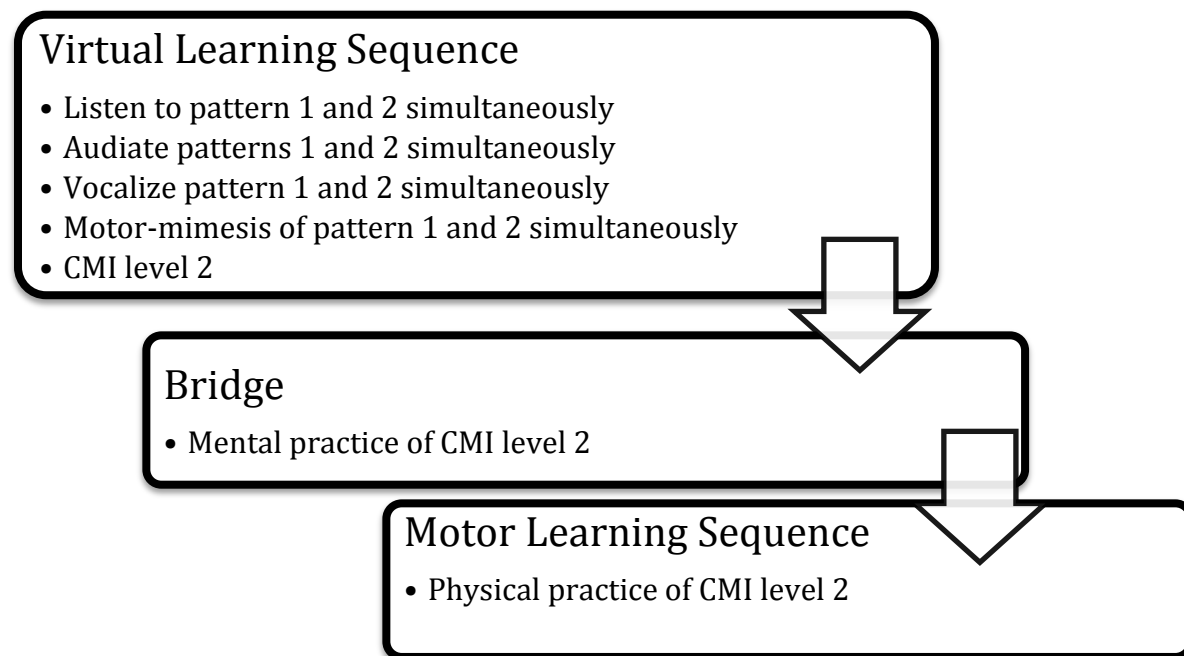 Virtual Learning Sequence
• Listen to pattern 1 and 2 simultaneously
• Audiate patterns 1 and 2 simultaneously
• Vocalize pattern 1 and 2 simultaneously
• Motor-mimesis of pattern 1 and 2 simultaneously
• CMI level 2
Bridge
• Mental practice of CMI level 2
Motor Learning Sequence
• Physical practice of CMI level 2